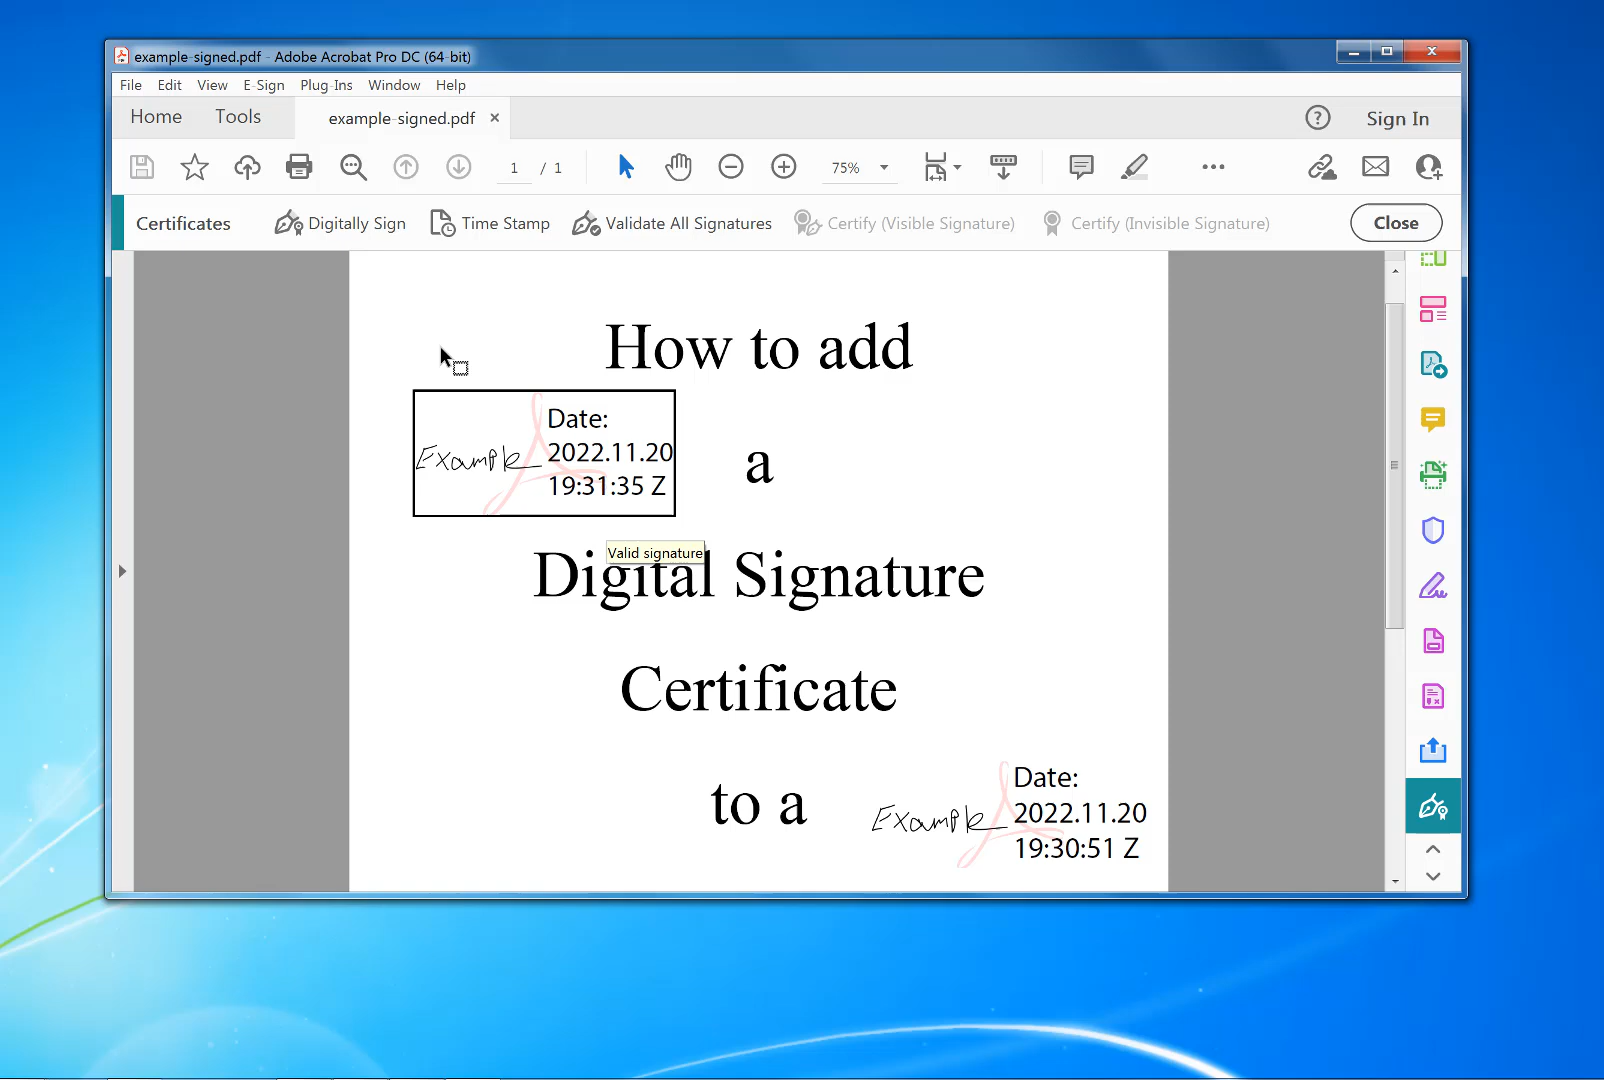 example-signed.pdf - Adobe Acrobat Pro DC (64-bit)
File Edit View E-Sign Plug-Ins Window Help
Home Tools example-signed.pdf × ? Sign In
1 / 1 75%
Certificates Digitally Sign Time Stamp Validate All Signatures Certify (Visible Signature) Certify (Invisible Signature) Close
How to add
Example
Date:
2022.11.20
19:31:35 Z
a
Valid signature
Digital Signature
Certificate
to a
Example
Date:
2022.11.20
19:30:51 Z